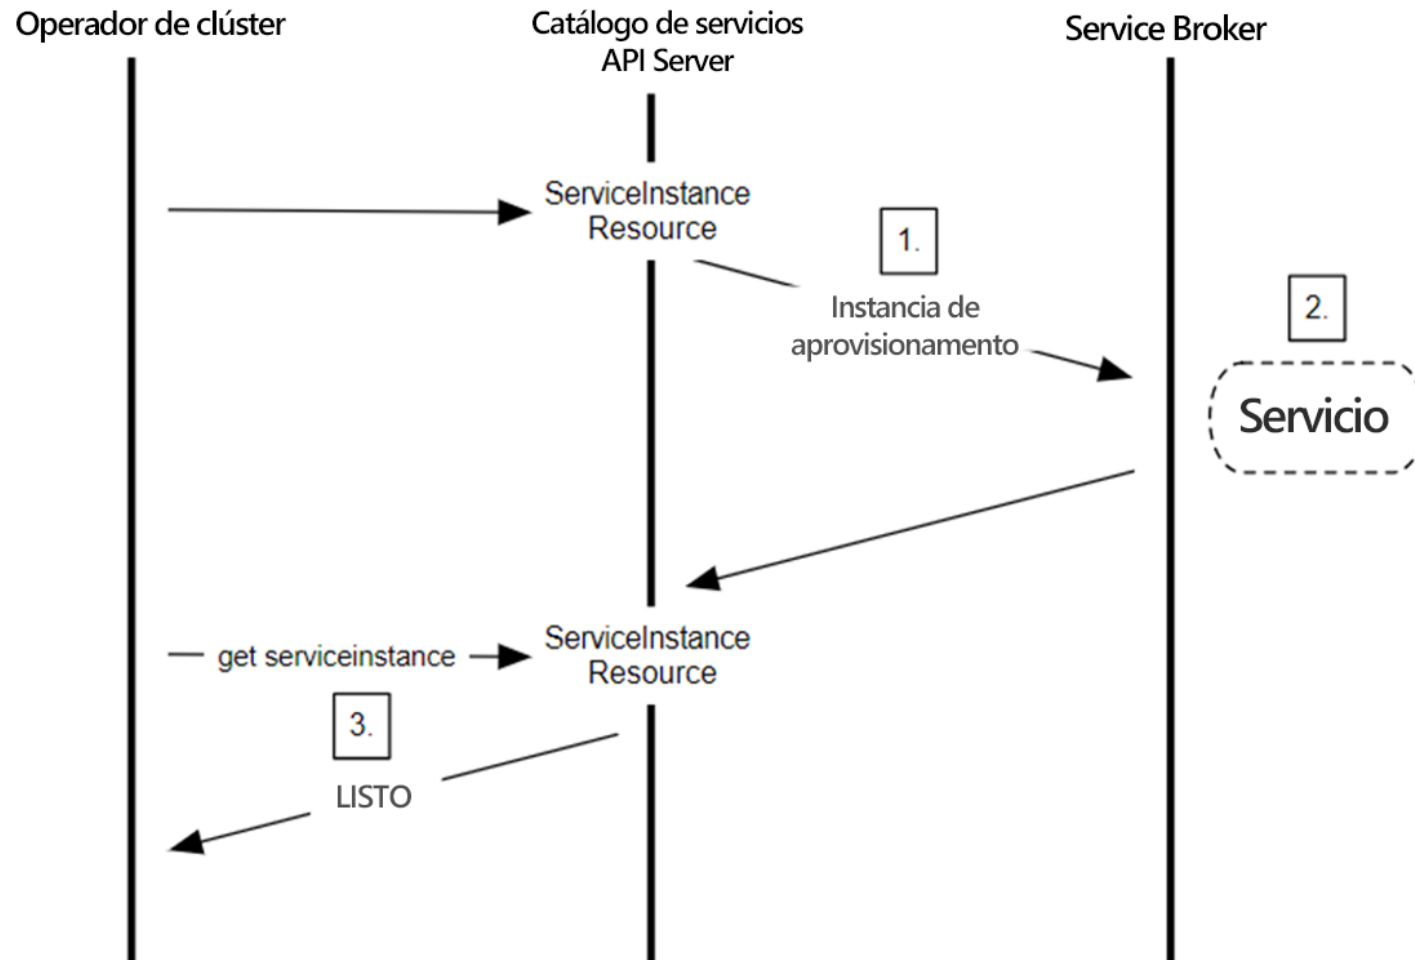 Operador de clúster
Catálogo de servicios
API Server
Service Broker
ServiceInstance
Resource
1.
Instancia de
aprovisionamento
2.
Servicio
get serviceinstance
ServiceInstance
Resource
3.
LISTO